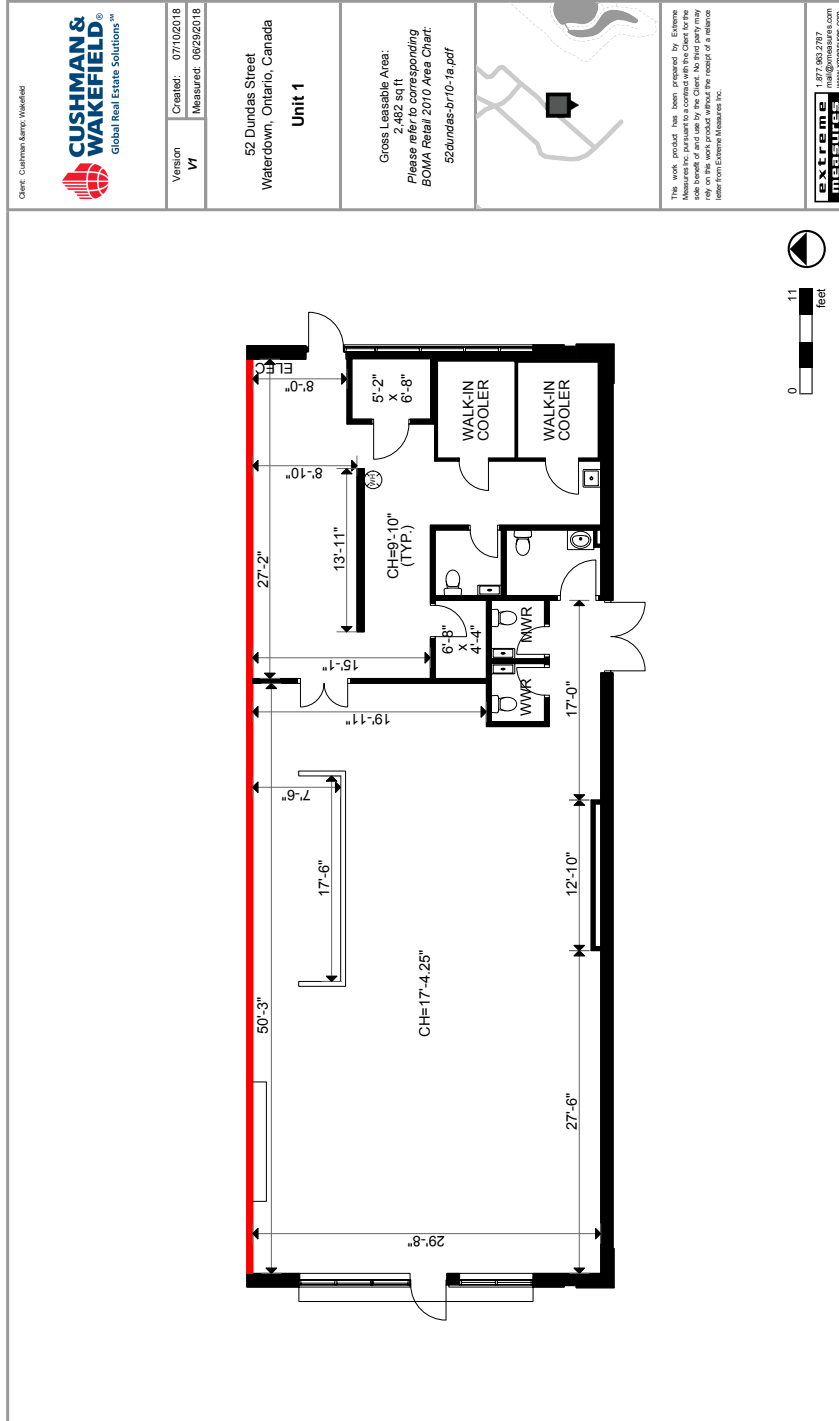 Client: Cushman &amp; Wakefield
CUSHMAN &
WAKEFIELD®
Global Real Estate Solutions℠
Version
V1
Created: 07/10/2018
Measured: 06/29/2018
52 Dundas Street
Waterdown, Ontario, Canada
Unit 1
Gross Leasable Area:
2,482 sq ft
Please refer to corresponding
BOMA Retail 2010 Area Chart:
52dundas-br10-1a.pdf
This work product has been prepared by Extreme
Measures Inc. pursuant to a contract with the Client for the
sole benefit of and use by the Client. No third party may
rely on this work product without the receipt of a reliance
letter from Extreme Measures Inc.
extreme
measures
1.877.963.2787
mail@xmeasures.com
www.xmeasures.com
0
11
feet
ELEC
8'-0"
5'-2"
x
6'-8"
WALK-IN
COOLER
WALK-IN
COOLER
8'-10"
WH
27'-2"
13'-11"
CH=9'-10"
(TYP.)
15'-1"
6'-8"
x
4'-4"
MWR
WWR
19'-11"
17'-0"
7'-6"
17'-6"
12'-10"
50'-3"
CH=17'-4.25"
27'-6"
29'-8"